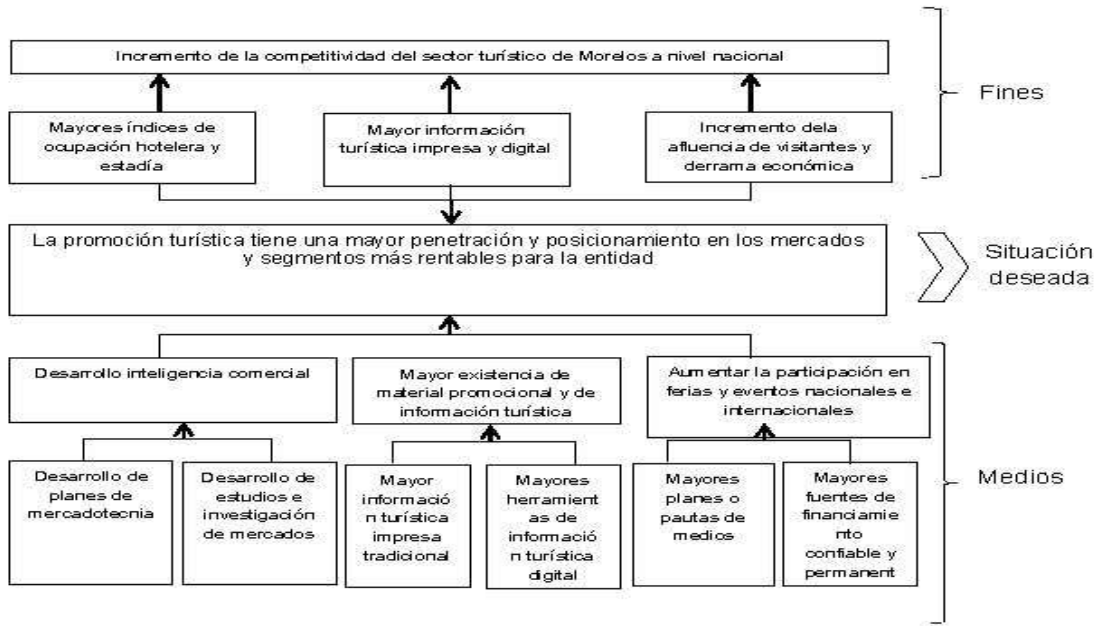 Incremento de la competitividad del sector turístico de Morelos a nivel nacional
Fines
Mayores índices de
ocupación hotelera y
estadía
Mayor información
turística impresa y digital
Incremento dela
afluencia de visitantes y
derrama económica
La promoción turística tiene una mayor penetración y posicionamiento en los mercados
y segmentos más rentables para la entidad
Situación
deseada
Desarrollo inteligencia comercial
Mayor existencia de
material promocional y de
información turística
Aumentar la participación en
ferias y eventos nacionales e
internacionales
Medios
Desarrollo de
planes de
mercadotecnia
Desarrollo de
estudios e
investigación
de mercados
Mayor
informació
n turística
impresa
tradicional
Mayores
herramient
as de
informació
n turística
digital
Mayores
planes o
pautas de
medios
Mayores
fuentes de
financiamie
nto
confiable y
permanent